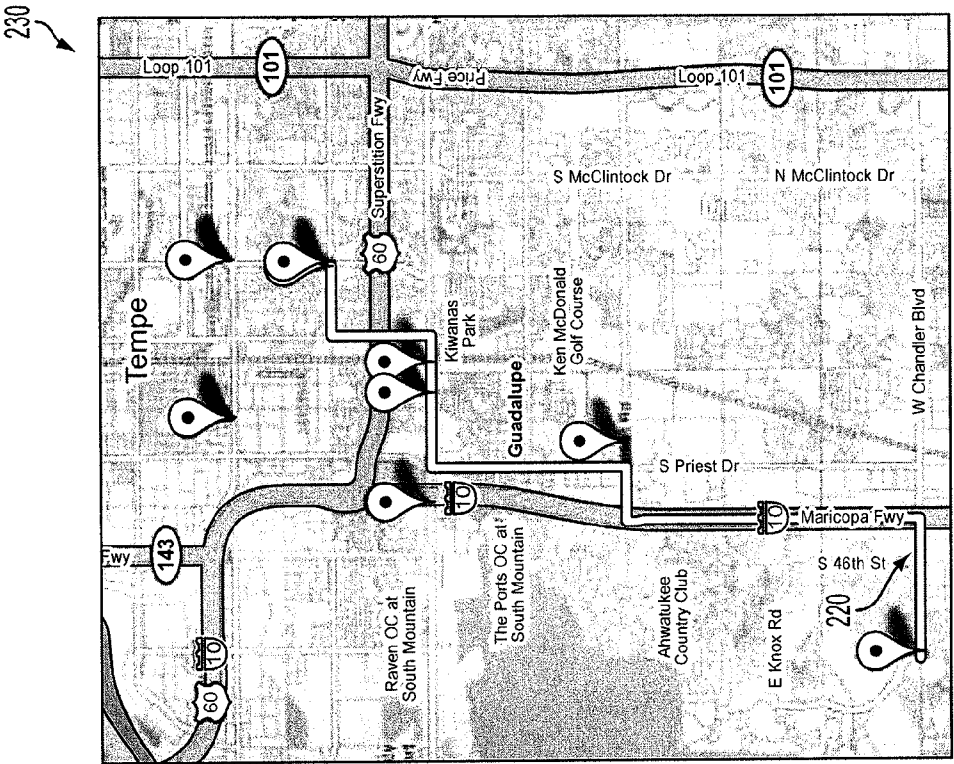 230
Loop 101
101
Price Fwy
Loop 101
101
Superstition Fwy
S McClintock Dr
N McClintock Dr
60
Tempe
Kiwanas
Park
Ken McDonald
Golf Course
W Chandler Blvd
Guadalupe
S Priest Dr
10
10
Maricopa Fwy
Fwy
143
S 46th St
220
The Ports OC at
South Mountain
Raven OC at
South Mountain
Ahwatukee
Country Club
E Knox Rd
10
60